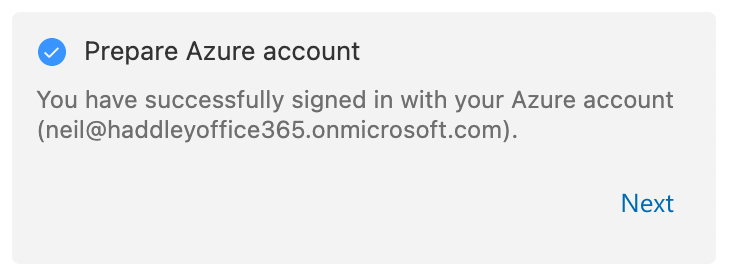 Prepare Azure account
You have successfully signed in with your Azure account
(neil@haddleyoffice365.onmicrosoft.com).
Next